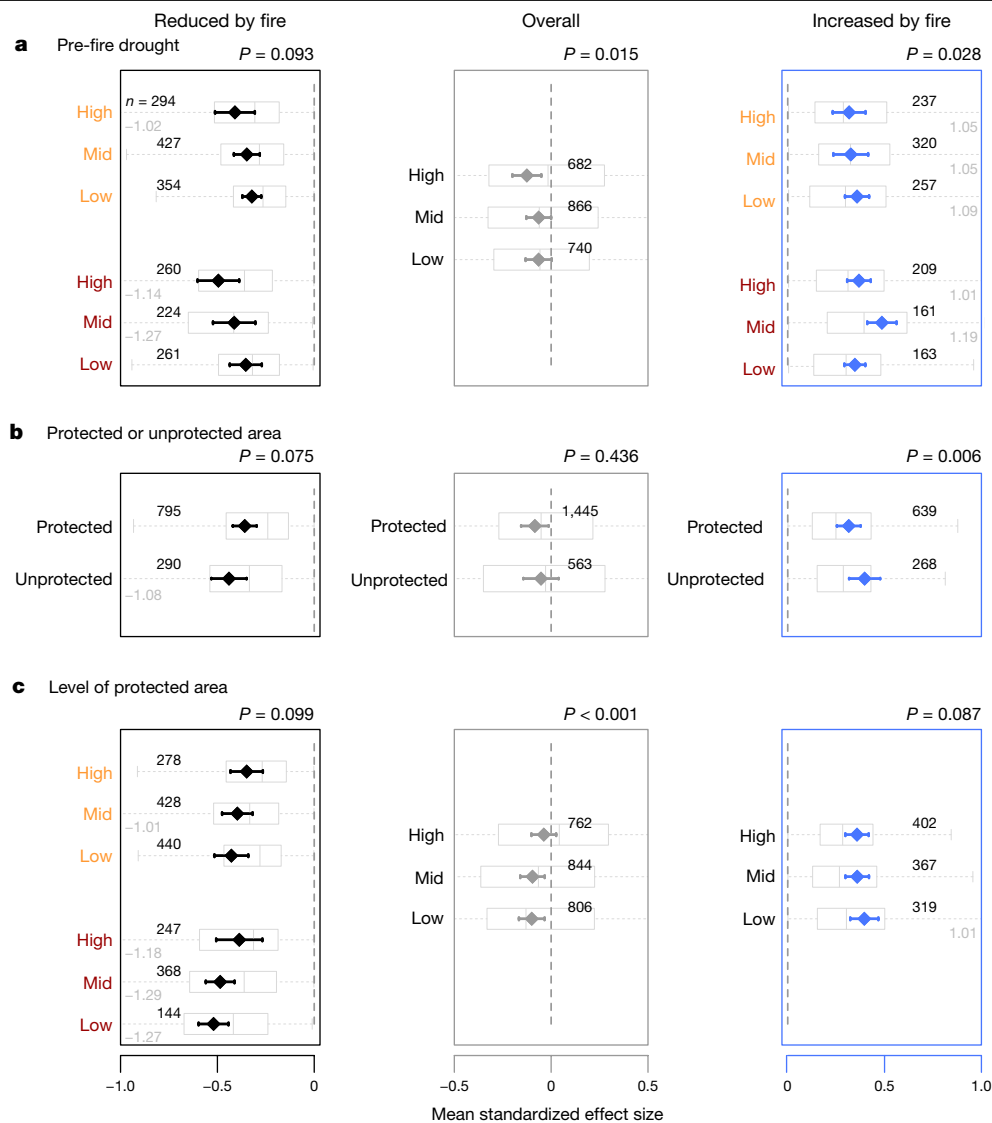 Reduced by fire
Overall
Increased by fire
a Pre-fire drought
P = 0.093
P = 0.015
P = 0.028
High
n = 294
−1.02
Mid
427
Low
354
High
260
−1.14
Mid
224
−1.27
Low
261
High
682
Mid
866
Low
740
High
237
1.05
Mid
320
1.05
Low
257
1.09
High
209
1.01
Mid
161
1.19
Low
163
b Protected or unprotected area
P = 0.075
P = 0.436
P = 0.006
Protected
795
Unprotected
290
−1.08
Protected
1,445
Unprotected
563
Protected
639
Unprotected
268
c Level of protected area
P = 0.099
P < 0.001
P = 0.087
High
278
Mid
428
−1.01
Low
440
High
247
−1.18
Mid
368
−1.29
Low
144
−1.27
High
762
Mid
844
Low
806
High
402
Mid
367
Low
319
1.01
−1.0 −0.5 0
−0.5 0 0.5
0 0.5 1.0
Mean standardized effect size